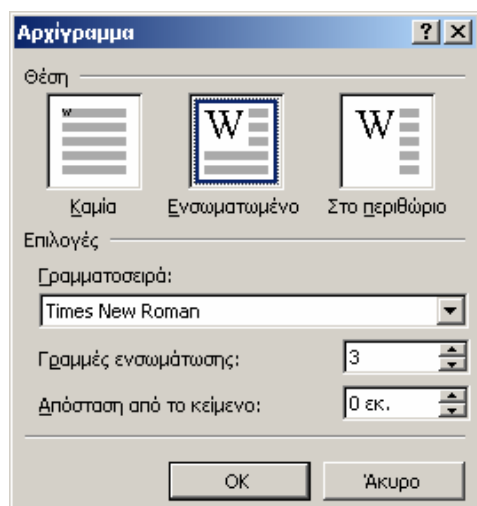 Αρχίγραμμα
Θέση
w W W
Καμία Ενσωματωμένο Στο περιθώριο
Επιλογές
Γραμματοσειρά:
Times New Roman
Γραμμές ενσωμάτωσης: 3
Απόσταση από το κείμενο: 0 εκ.
OK Άκυρο